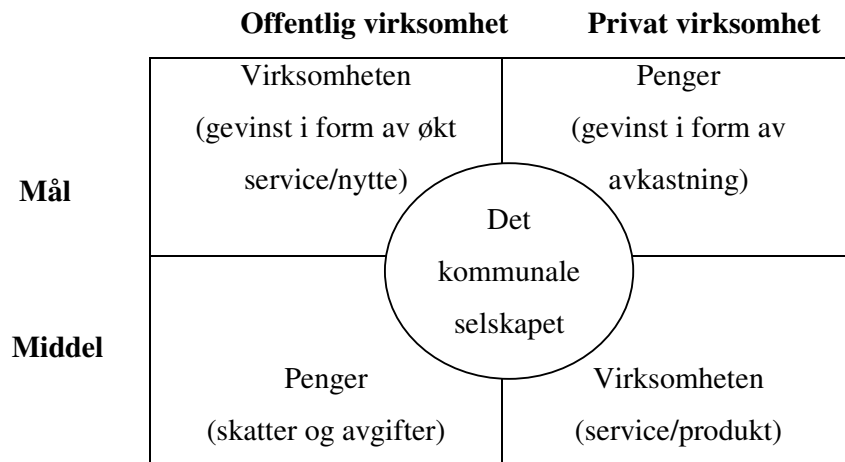 Offentlig virksomhet
Privat virksomhet
Mål
Virksomheten
(gevinst i form av økt
service/nytte)
Penger
(gevinst i form av
avkastning)
Det
kommunale
selskapet
Middel
Penger
(skatter og avgifter)
Virksomheten
(service/produkt)